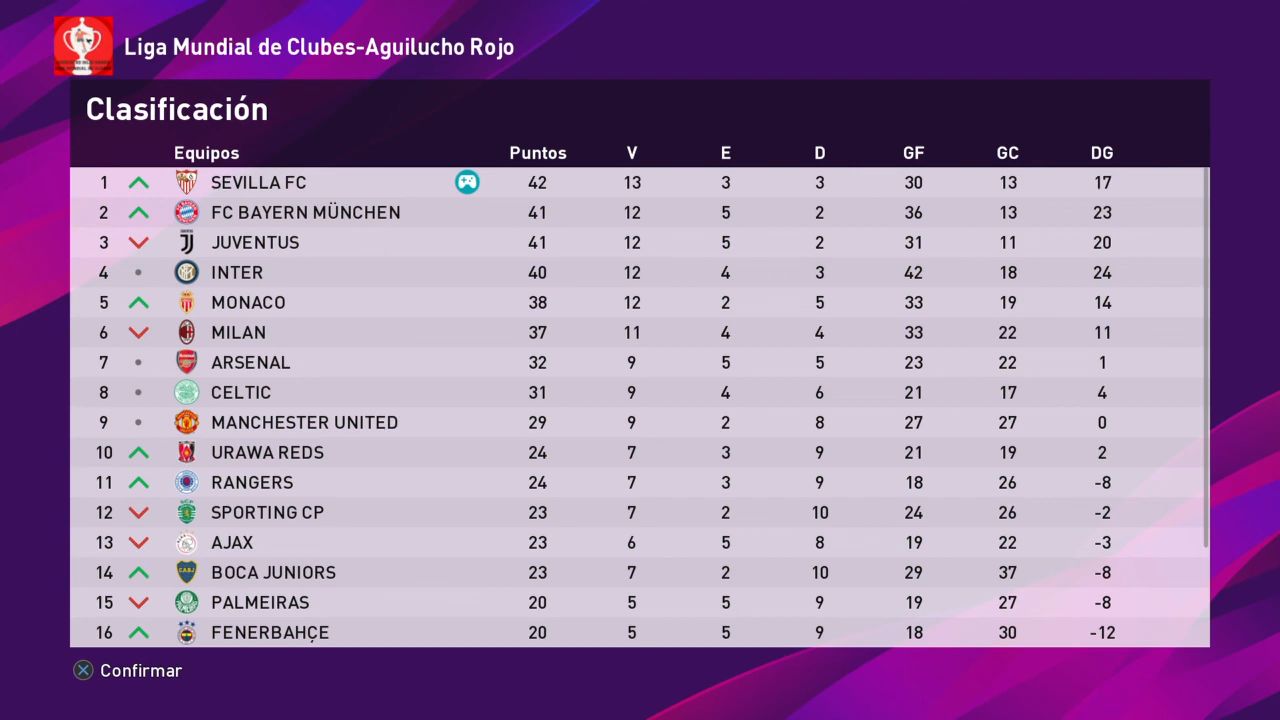 Liga Mundial de Clubes-Aguilucho Rojo
Clasificación
Equipos Puntos V E D GF GC DG
1 SEVILLA FC 42 13 3 3 30 13 17
2 FC BAYERN MÜNCHEN 41 12 5 2 36 13 23
3 JUVENTUS 41 12 5 2 31 11 20
4 INTER 40 12 4 3 42 18 24
5 MONACO 38 12 2 5 33 19 14
6 MILAN 37 11 4 4 33 22 11
7 ARSENAL 32 9 5 5 23 22 1
8 CELTIC 31 9 4 6 21 17 4
9 MANCHESTER UNITED 29 9 2 8 27 27 0
10 URAWA REDS 24 7 3 9 21 19 2
11 RANGERS 24 7 3 9 18 26 -8
12 SPORTING CP 23 7 2 10 24 26 -2
13 AJAX 23 6 5 8 19 22 -3
14 BOCA JUNIORS 23 7 2 10 29 37 -8
15 PALMEIRAS 20 5 5 9 19 27 -8
16 FENERBAHÇE 20 5 5 9 18 30 -12
Confirmar